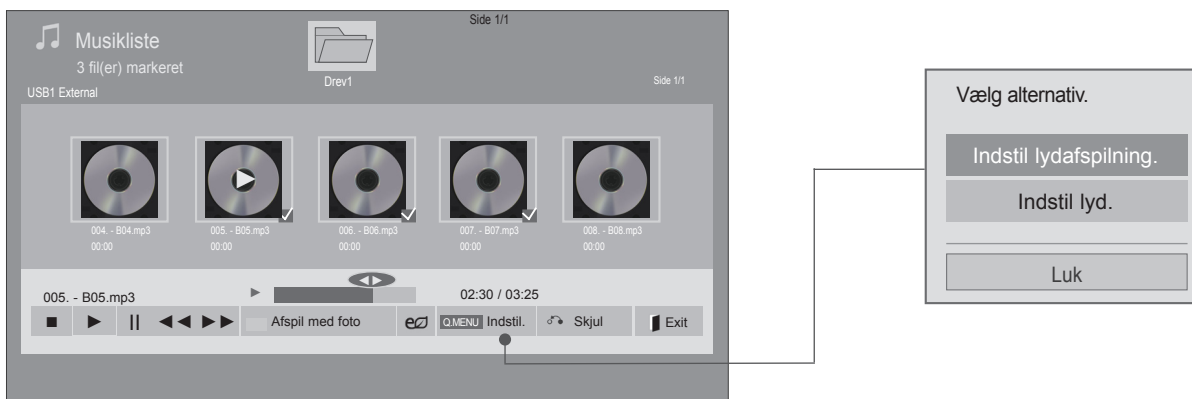 Side 1/1
Musikliste
3 fil(er) markeret
Drev1
Side 1/1
USB1 External
004. - B04.mp3
00:00
005. - B05.mp3
00:00
006. - B06.mp3
00:00
007. - B07.mp3
00:00
008. - B08.mp3
00:00
005. - B05.mp3
02:30 / 03:25
Afspil med foto
Q.MENU Indstil.
Skjul
Exit
Vælg alternativ.
Indstil lydafspilning.
Indstil lyd.
Luk